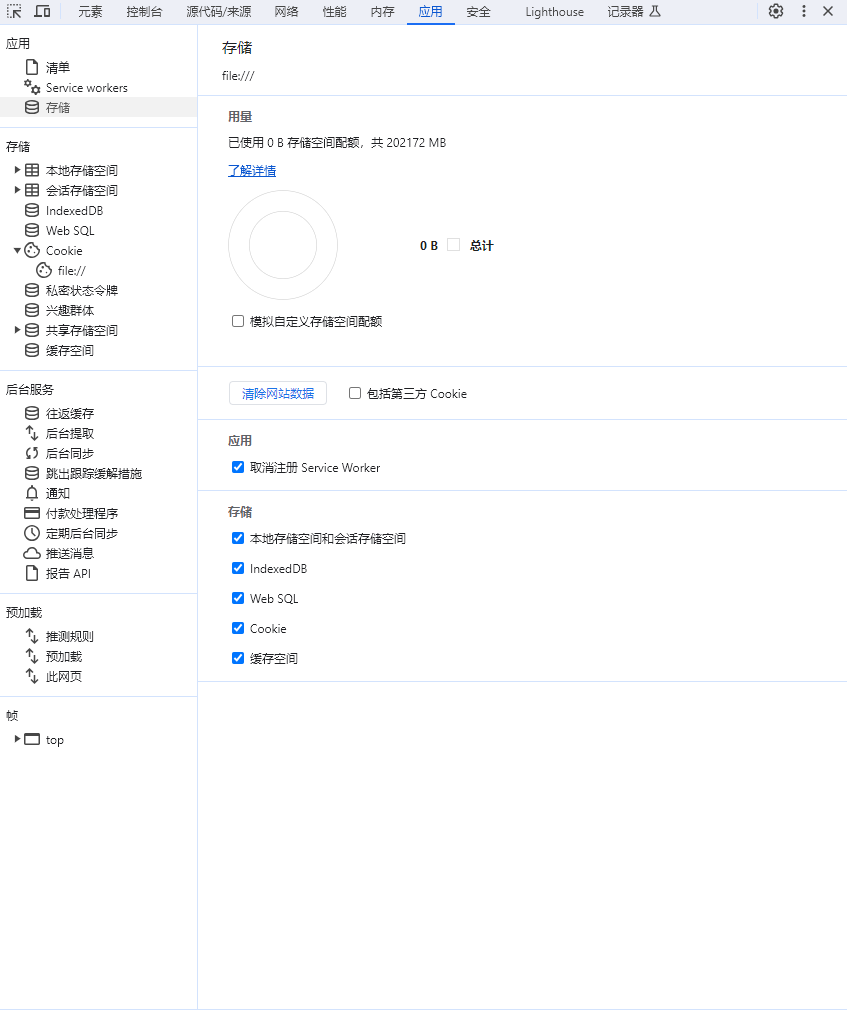 元素 控制台 源代码/来源 网络 性能 内存 应用 安全 Lighthouse 记录器
应用
清单
Service workers
存储
存储
本地存储空间
会话存储空间
IndexedDB
Web SQL
Cookie
file://
私密状态令牌
兴趣群体
共享存储空间
缓存空间
后台服务
往返缓存
后台提取
后台同步
跳出跟踪缓解措施
通知
付款处理程序
定期后台同步
推送消息
报告 API
预加载
推测规则
预加载
此网页
帧
top
存储
file:///
用量
已使用 0 B 存储空间配额，共 202172 MB
了解详情
0 B 总计
模拟自定义存储空间配额
清除网站数据 包括第三方 Cookie
应用
取消注册 Service Worker
存储
本地存储空间和会话存储空间
IndexedDB
Web SQL
Cookie
缓存空间